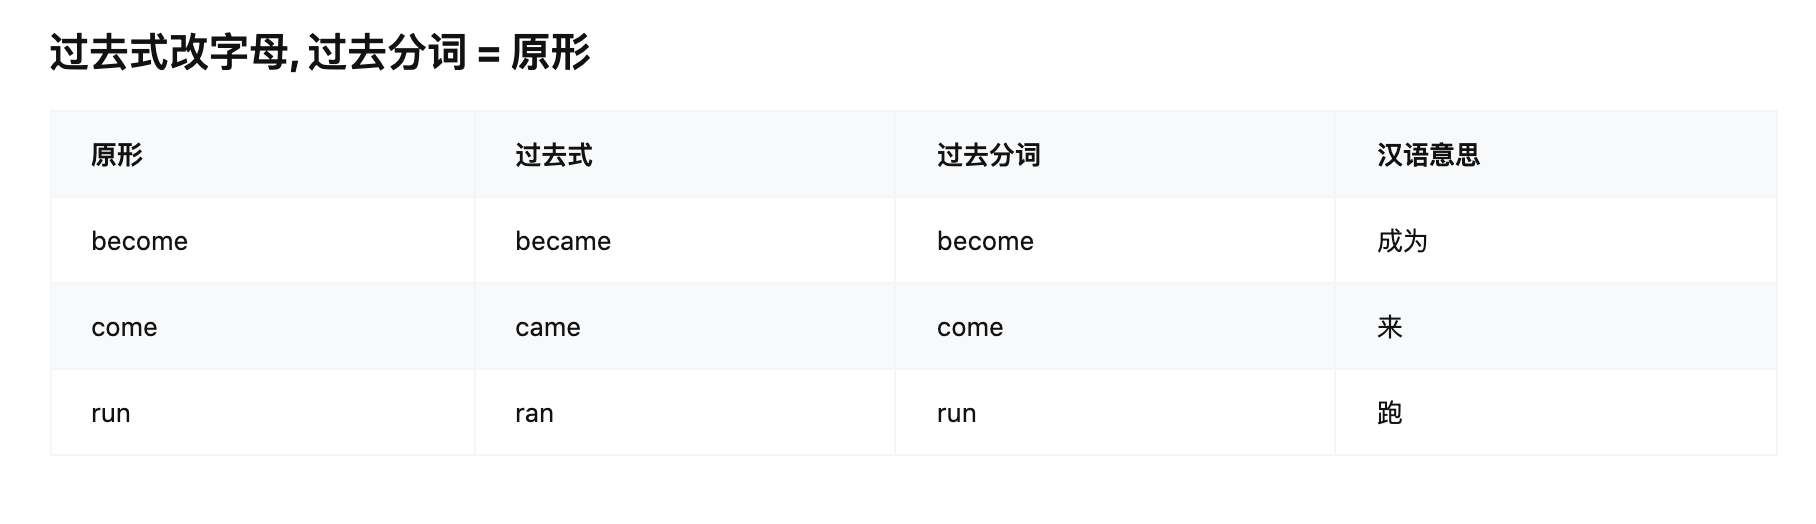 过去式改字母, 过去分词 = 原形
原形 过去式 过去分词 汉语意思
become became become 成为
come came come 来
run ran run 跑